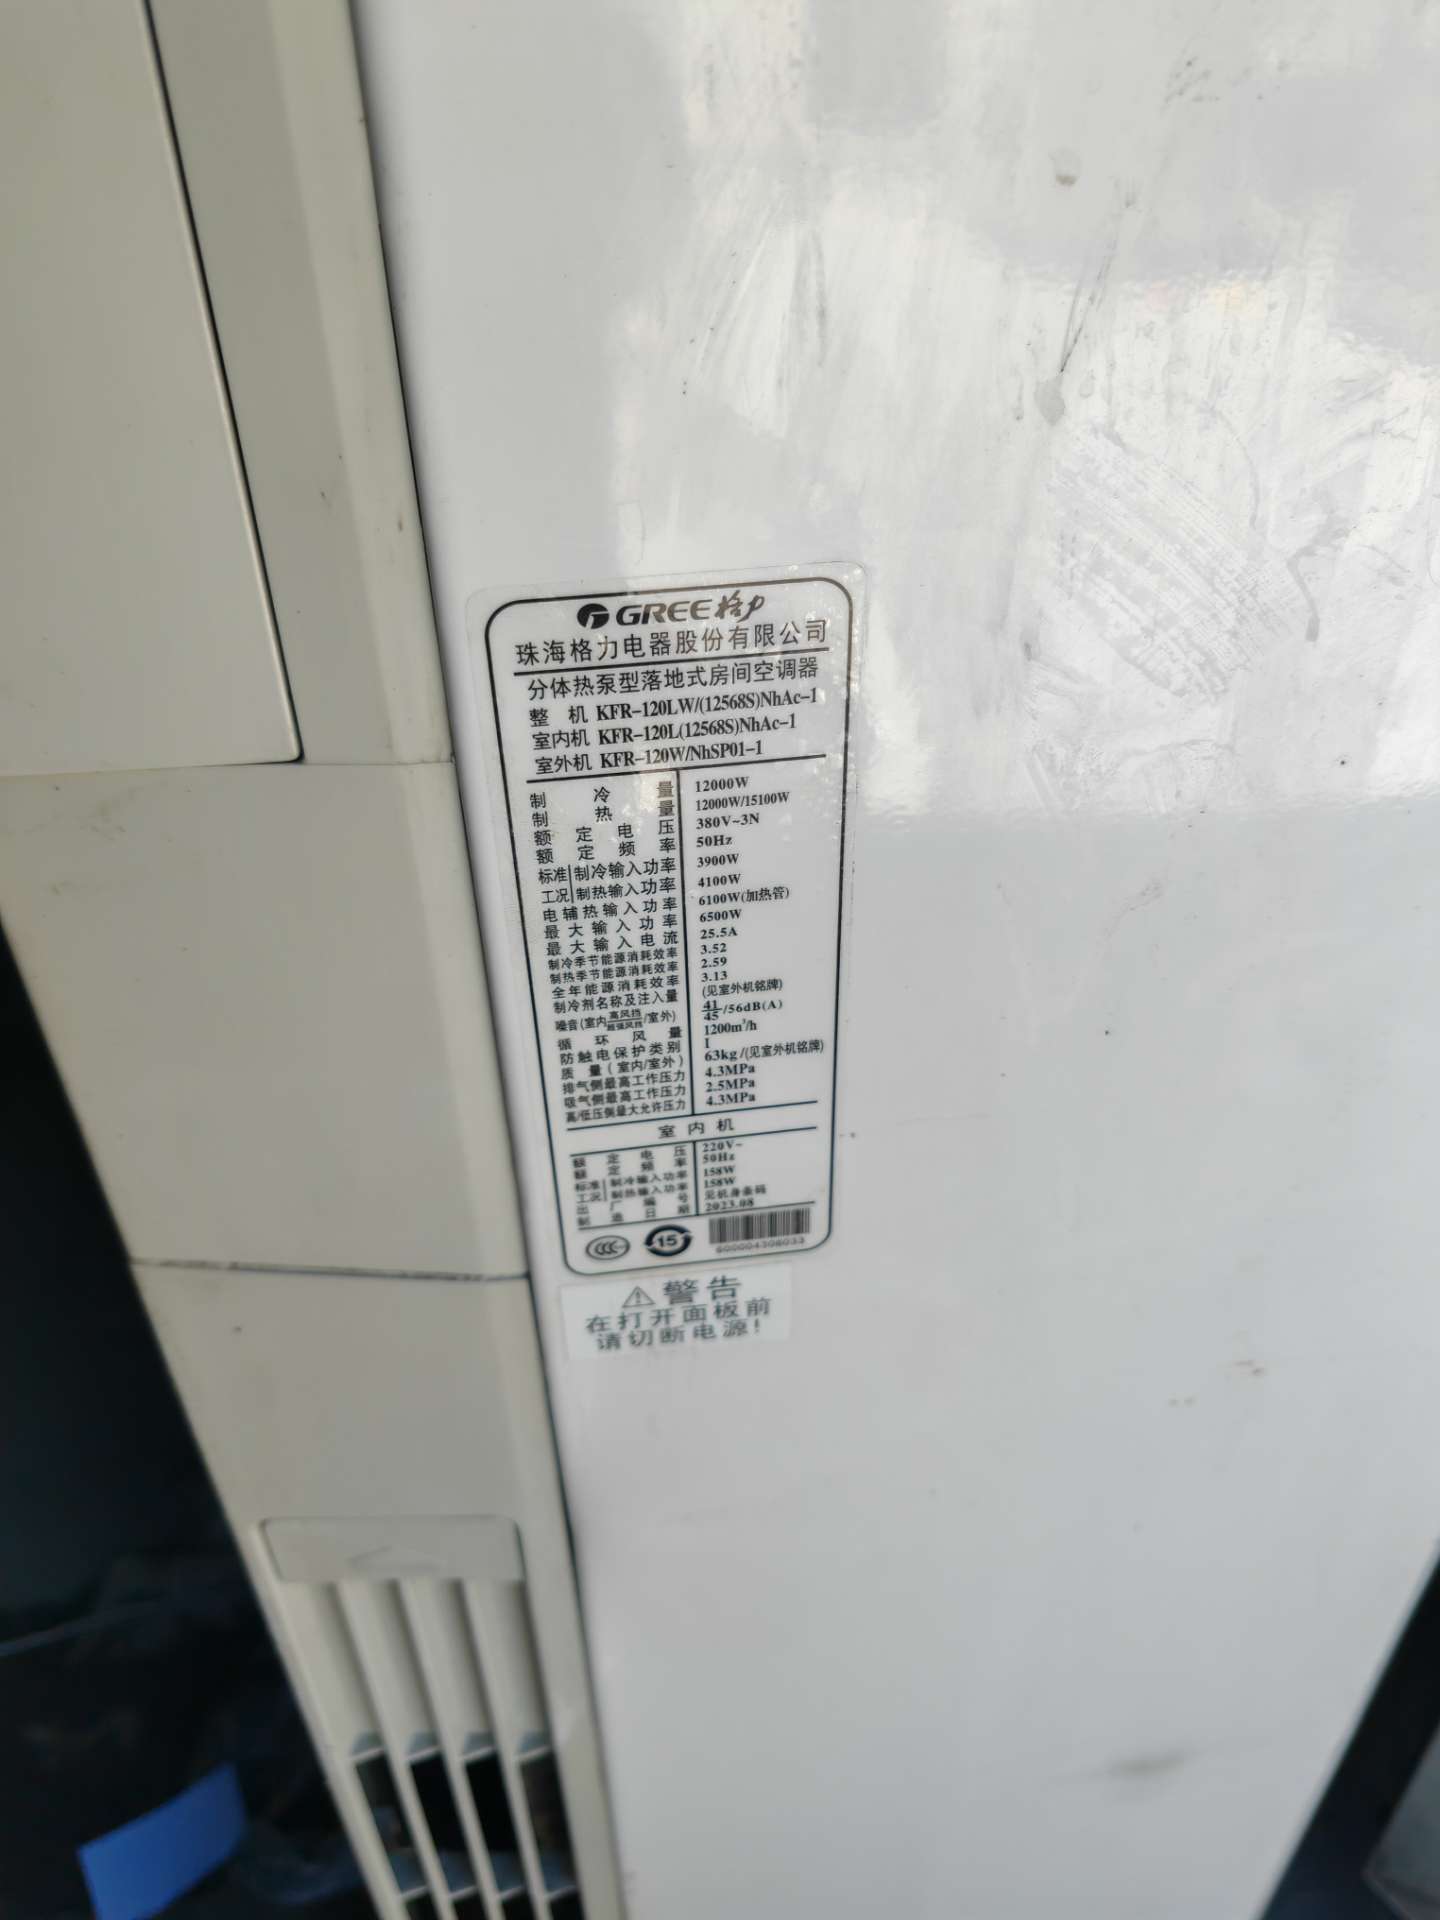 GREE格力
珠海格力电器股份有限公司
分体热泵型落地式房间空调器
整机 KFR-120LW/(12568S)NhAc-1
室内机 KFR-120L(12568S)NhAc-1
室外机 KFR-120W/NhSP01-1
制冷量 12000W
制热量 12000W/15100W
额定电压 380V~3N
额定频率 50Hz
标准工况 制冷输入功率 3900W
制热输入功率 4100W
电辅热输入功率 6100W(加热管)
最大输入功率 6500W
最大输入电流 25.5A
制冷季节能源消耗效率 3.52
制热季节能源消耗效率 2.59
全年能源消耗效率 3.13
制冷剂名称及注入量 (见室外机铭牌)
噪音(室内高风挡/超强风挡/室外) 41/45/56dB(A)
循环风量 1200m³/h
防触电保护类别 I
质量(室内/室外) 63kg/(见室外机铭牌)
排气侧最高工作压力 4.3MPa
吸气侧最高工作压力 2.5MPa
高/低压侧最大允许压力 4.3MPa
室内机
额定电压 220V~
额定频率 50Hz
标准工况 制冷输入功率 158W
制热输入功率 158W
出厂编号 见机身条码
制造日期 2023.08
CCC 15
600004306033
警告
在打开面板前
请切断电源!